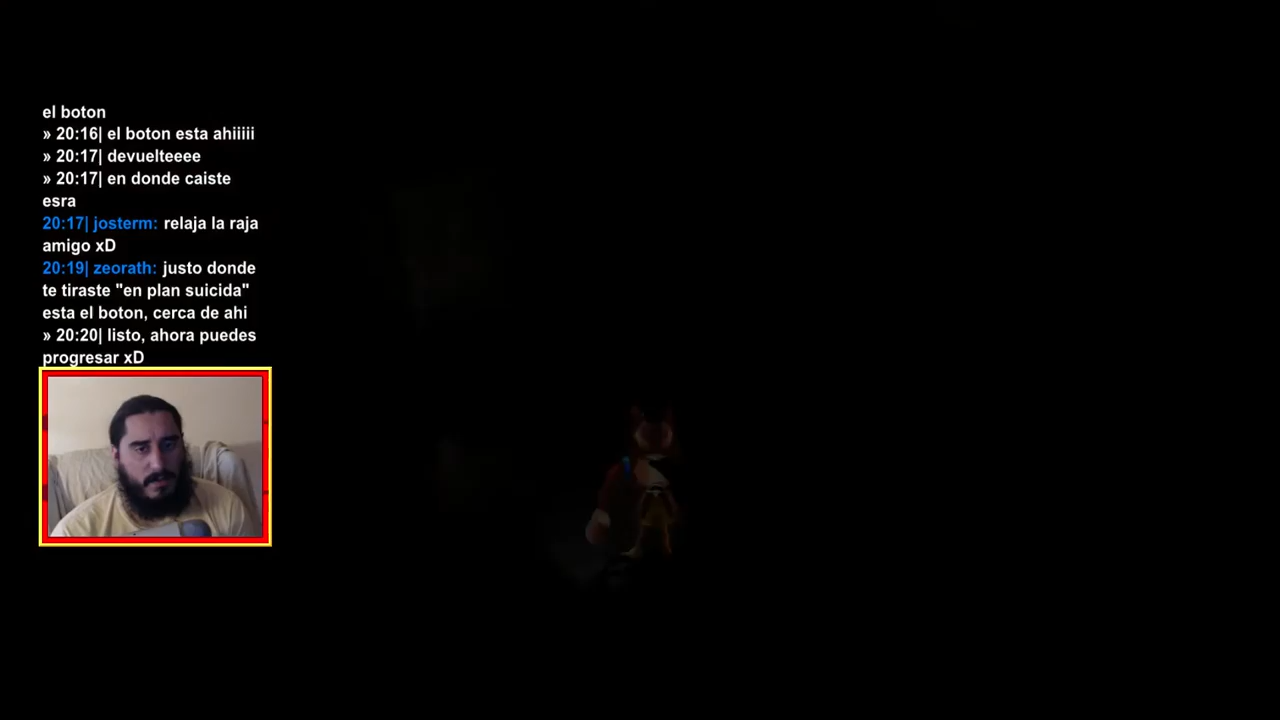 el boton
» 20:16| el boton esta ahiiiii
» 20:17| devuelteeee
» 20:17| en donde caiste
esra
20:17| josterm: relaja la raja
amigo xD
20:19| zeorath: justo donde
te tiraste "en plan suicida"
esta el boton, cerca de ahi
» 20:20| listo, ahora puedes
progresar xD